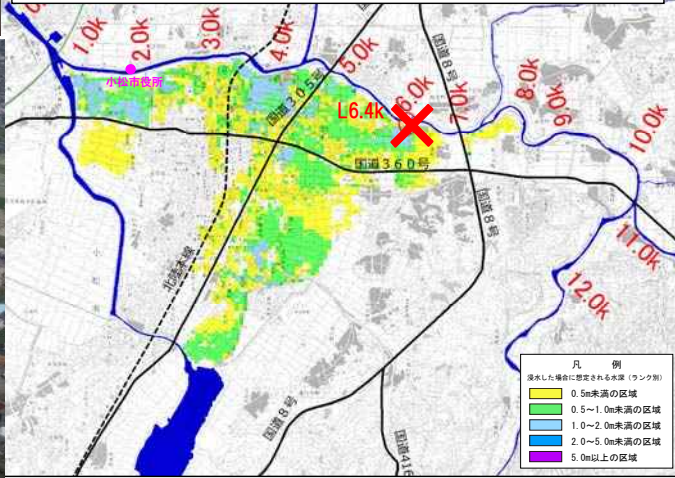 1.0k
2.0k
3.0k
4.0k
5.0k
6.0k
7.0k
8.0k
9.0k
10.0k
11.0k
12.0k
L6.4k
小松市役所
国道305号
国道8号
国道360号
国道8号
北陸本線
国道8号
国道416
凡 例
浸水した場合に想定される水深(ランク別)
0.5m未満の区域
0.5~1.0m未満の区域
1.0~2.0m未満の区域
2.0~5.0m未満の区域
5.0m以上の区域